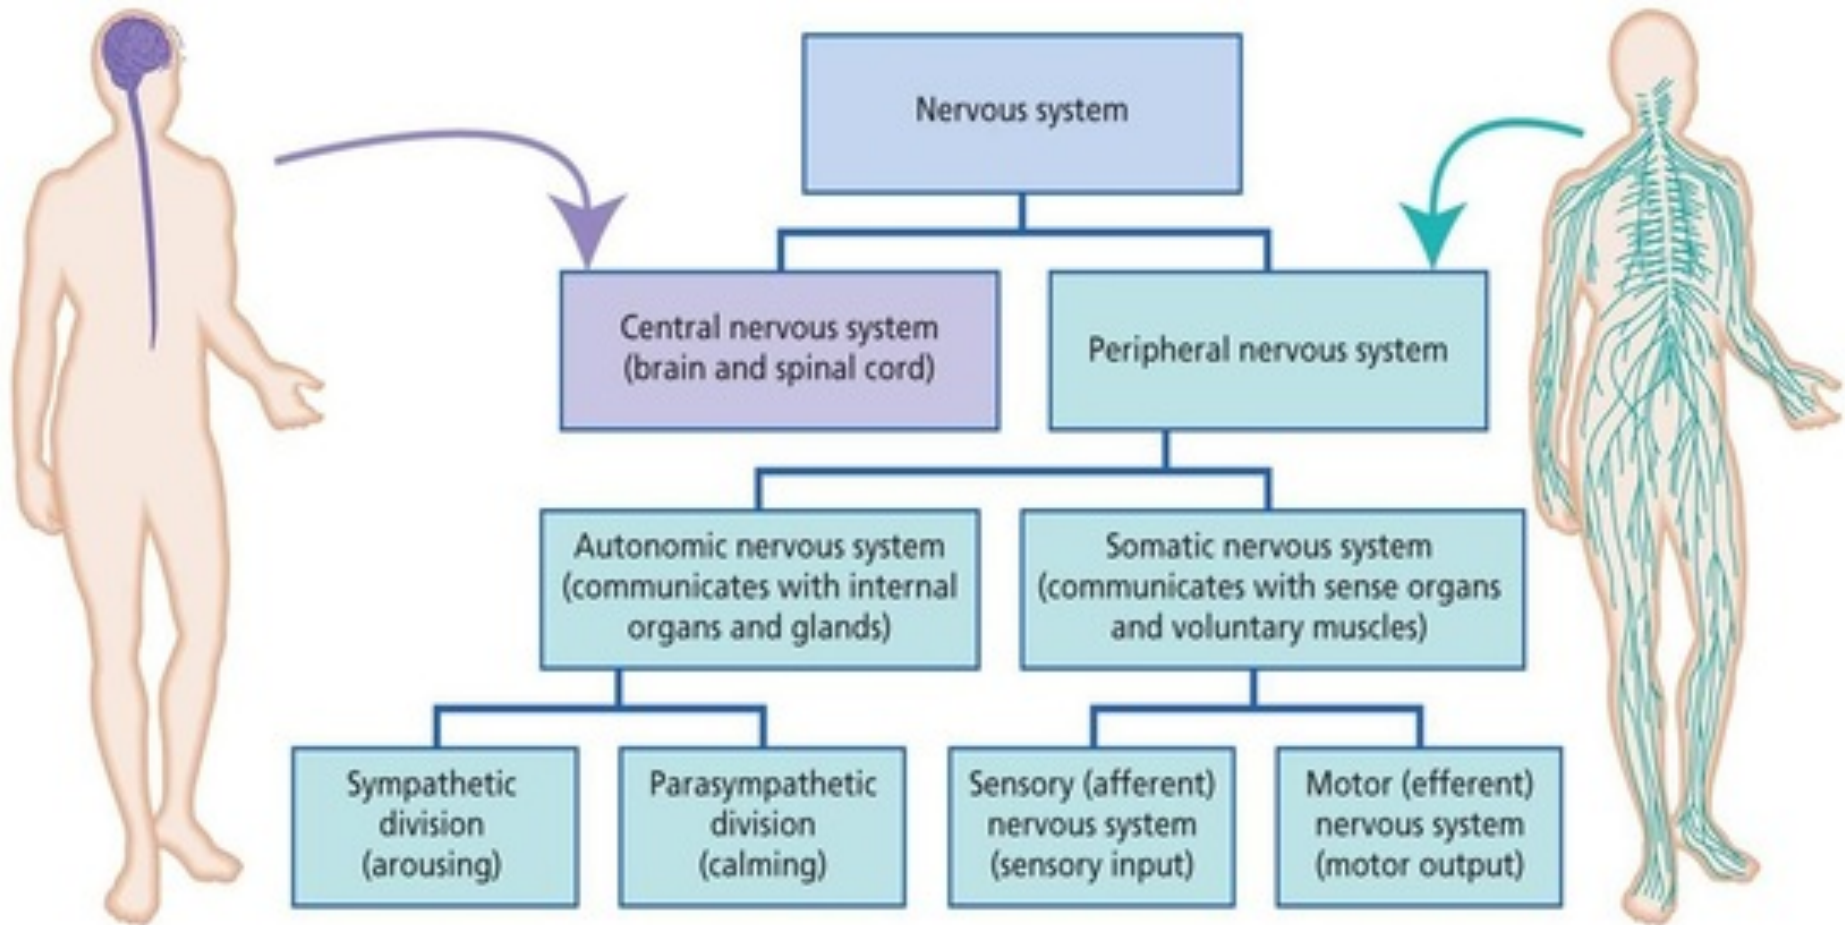 Nervous system
Central nervous system
(brain and spinal cord)
Peripheral nervous system
Autonomic nervous system
(communicates with internal
organs and glands)
Somatic nervous system
(communicates with sense organs
and voluntary muscles)
Sympathetic
division
(arousing)
Parasympathetic
division
(calming)
Sensory (afferent)
nervous system
(sensory input)
Motor (efferent)
nervous system
(motor output)